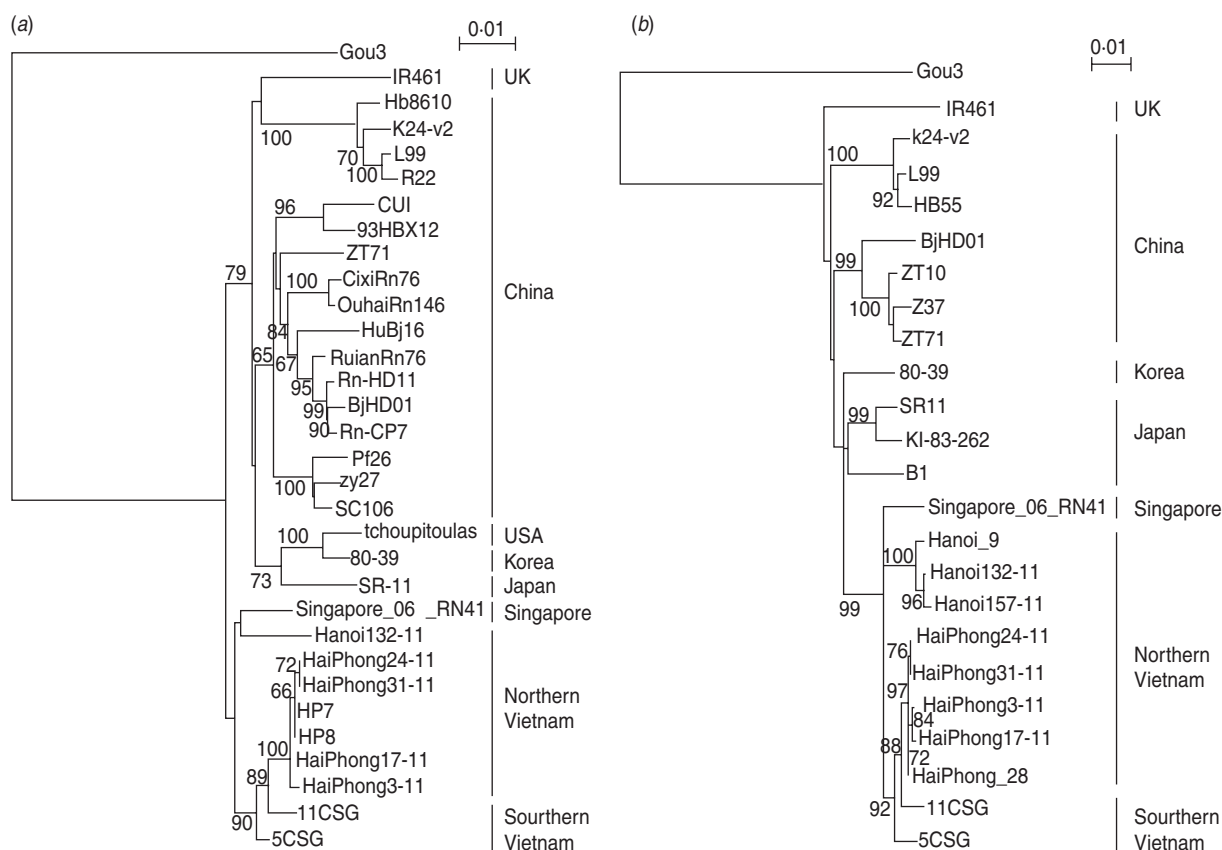 (a)
0·01
Gou3
IR461
UK
Hb8610
K24-v2
100
70
L99
100
R22
96
CUI
93HBX12
ZT71
79
100
CixiRn76
China
OuhaiRn146
84
HuBj16
65
67
RuianRn76
95
Rn-HD11
99
BjHD01
90
Rn-CP7
Pf26
zy27
100
SC106
tchoupitoulas
USA
100
80-39
Korea
73
SR-11
Japan
Singapore_06 _RN41
Singapore
Hanoi132-11
72
HaiPhong24-11
66
HaiPhong31-11
HP7
Northern
Vietnam
HP8
100
HaiPhong17-11
89
HaiPhong3-11
11CSG
Sourthern
Vietnam
90
5CSG
(b)
0·01
Gou3
IR461
UK
k24-v2
100
L99
92
HB55
BjHD01
China
99
ZT10
100
Z37
ZT71
80-39
Korea
SR11
99
KI-83-262
Japan
B1
Singapore_06_RN41
Singapore
Hanoi_9
100
Hanoi132-11
96
Hanoi157-11
99
HaiPhong24-11
76
HaiPhong31-11
Northern
Vietnam
97
HaiPhong3-11
84
HaiPhong17-11
88
72
HaiPhong_28
11CSG
92
Sourthern
Vietnam
5CSG